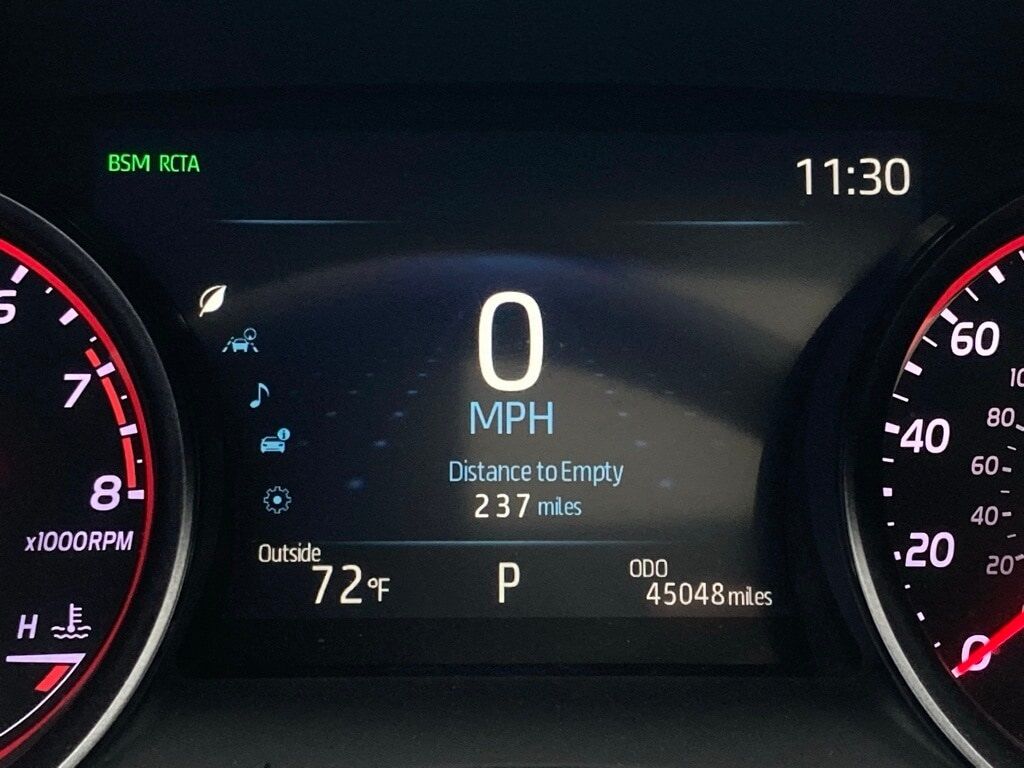 BSM RCTA
11:30
0
MPH
Distance to Empty
237 miles
Outside
72°F
P
ODO
45048 miles
6
7
8
x1000RPM
H
60
40
20
0
80
60
40
20